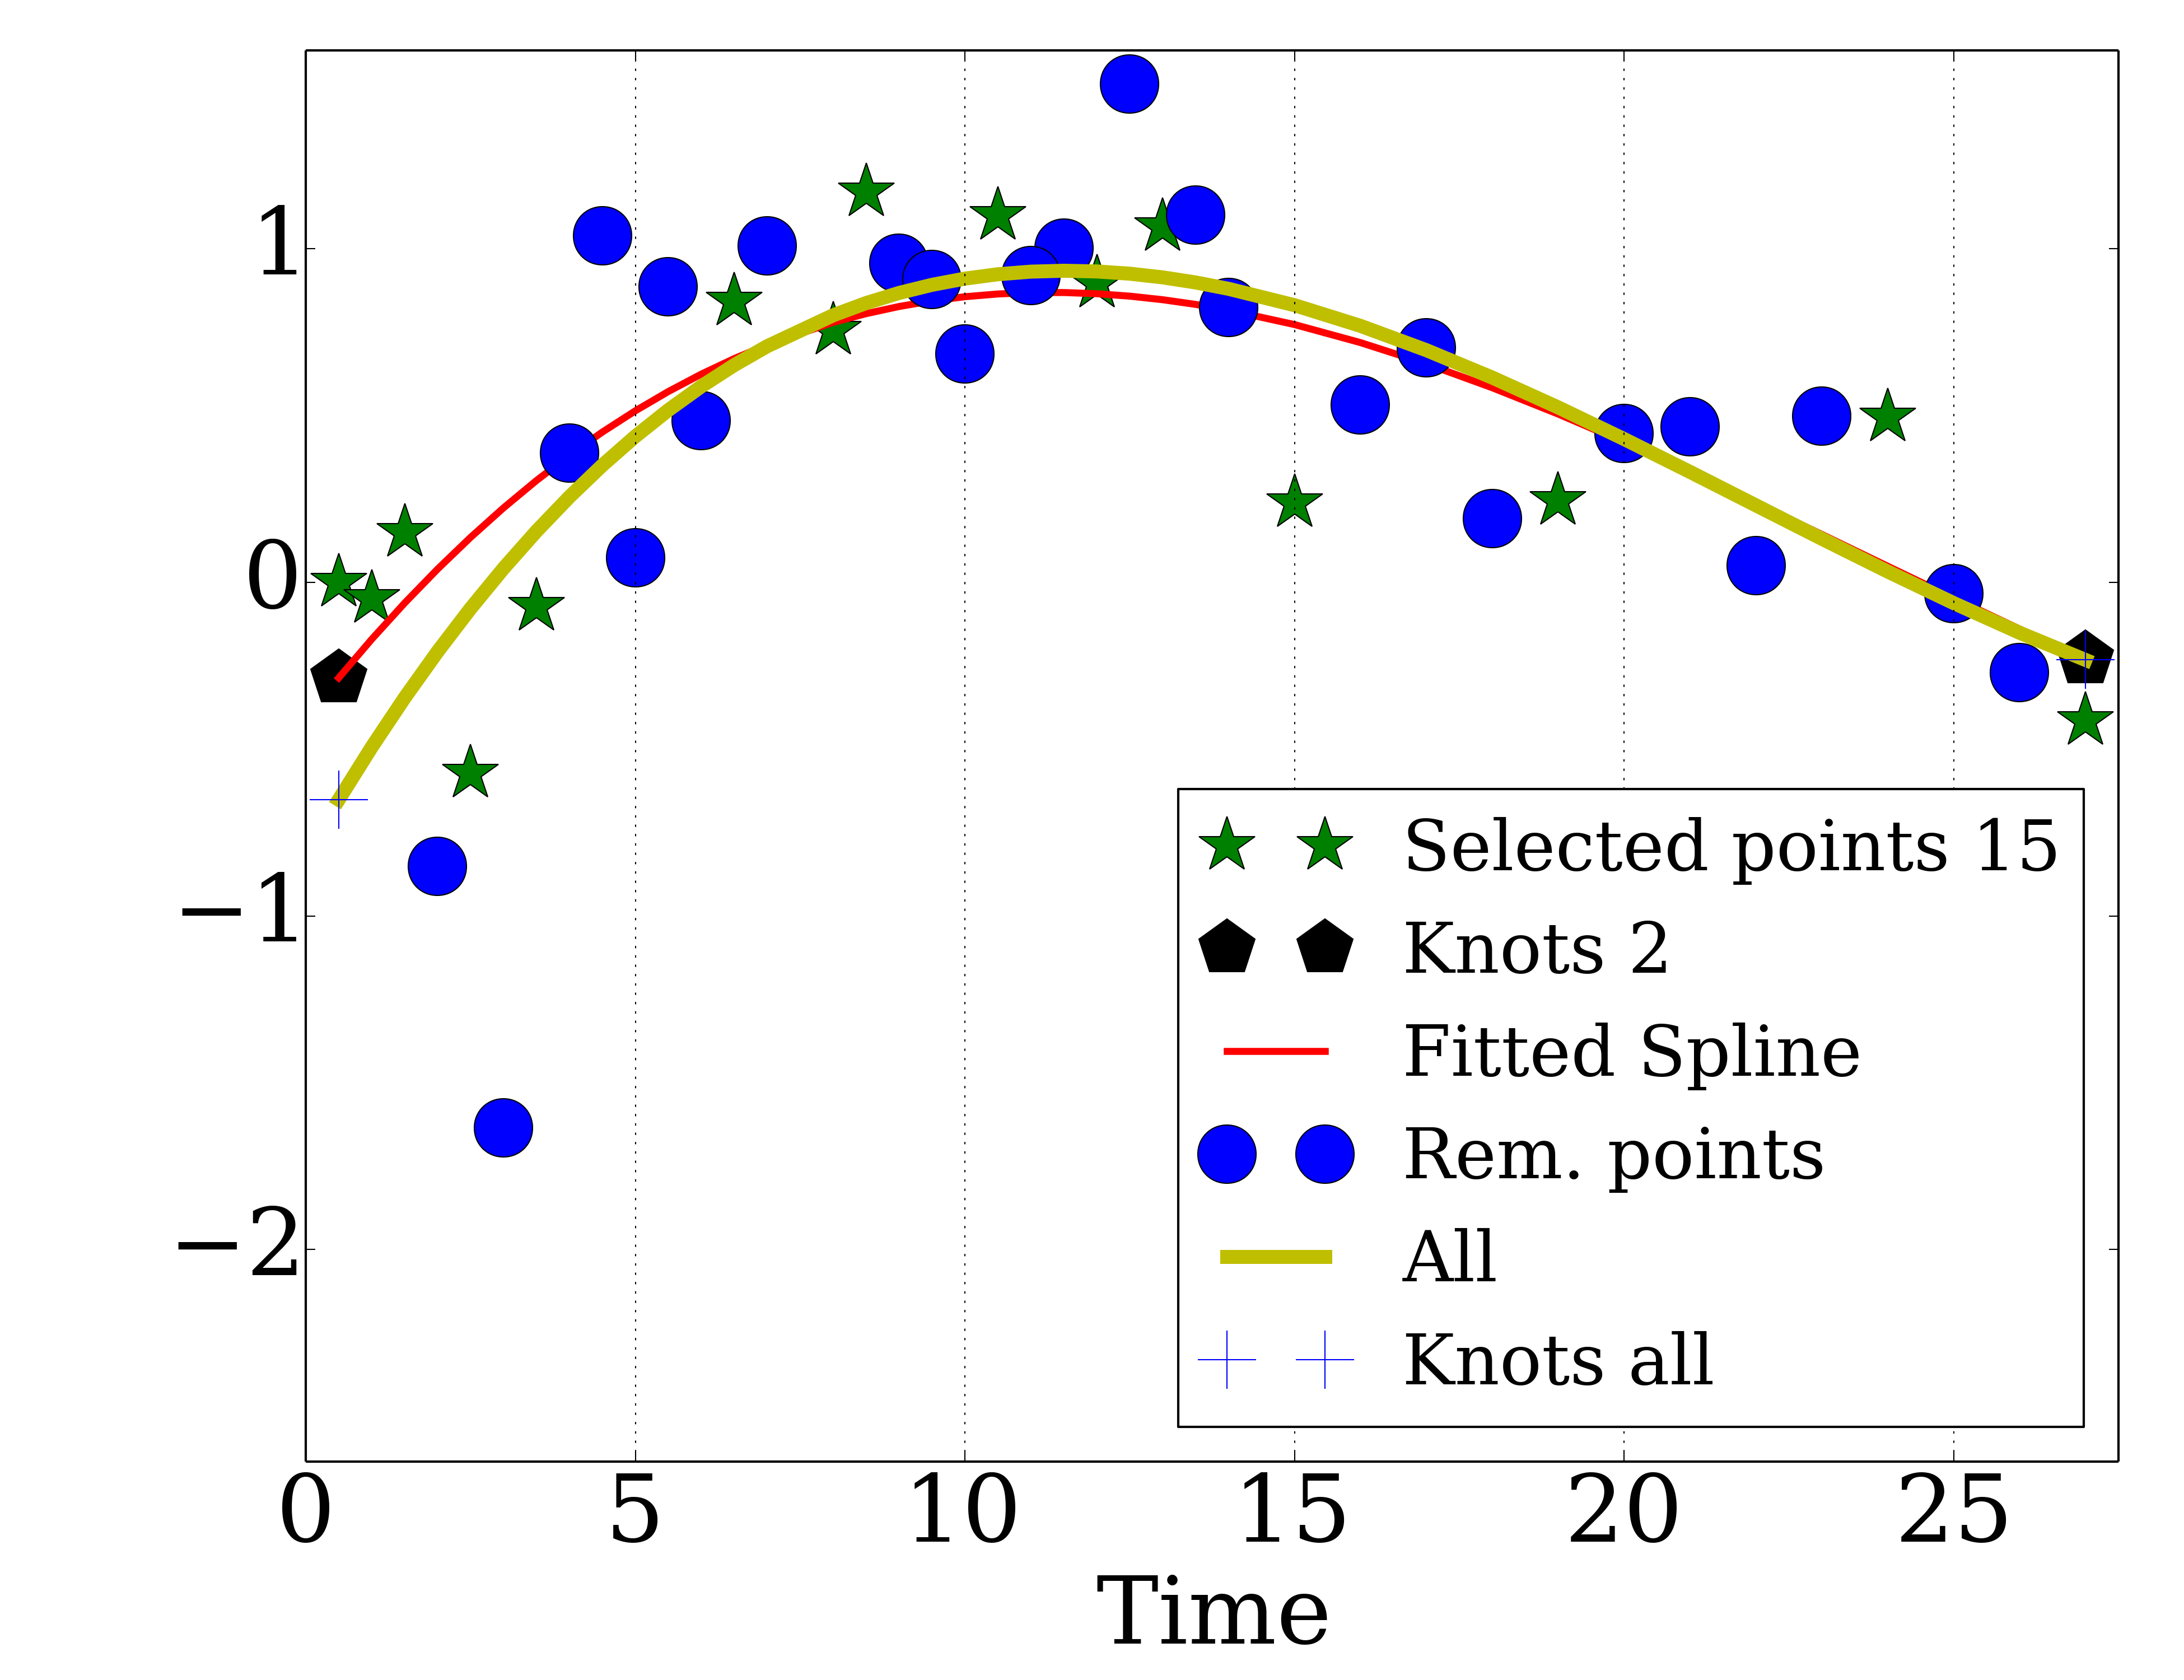 1
0
−1
−2
0 5 10 15 20 25
Time
Selected points 15
Knots 2
Fitted Spline
Rem. points
All
Knots all